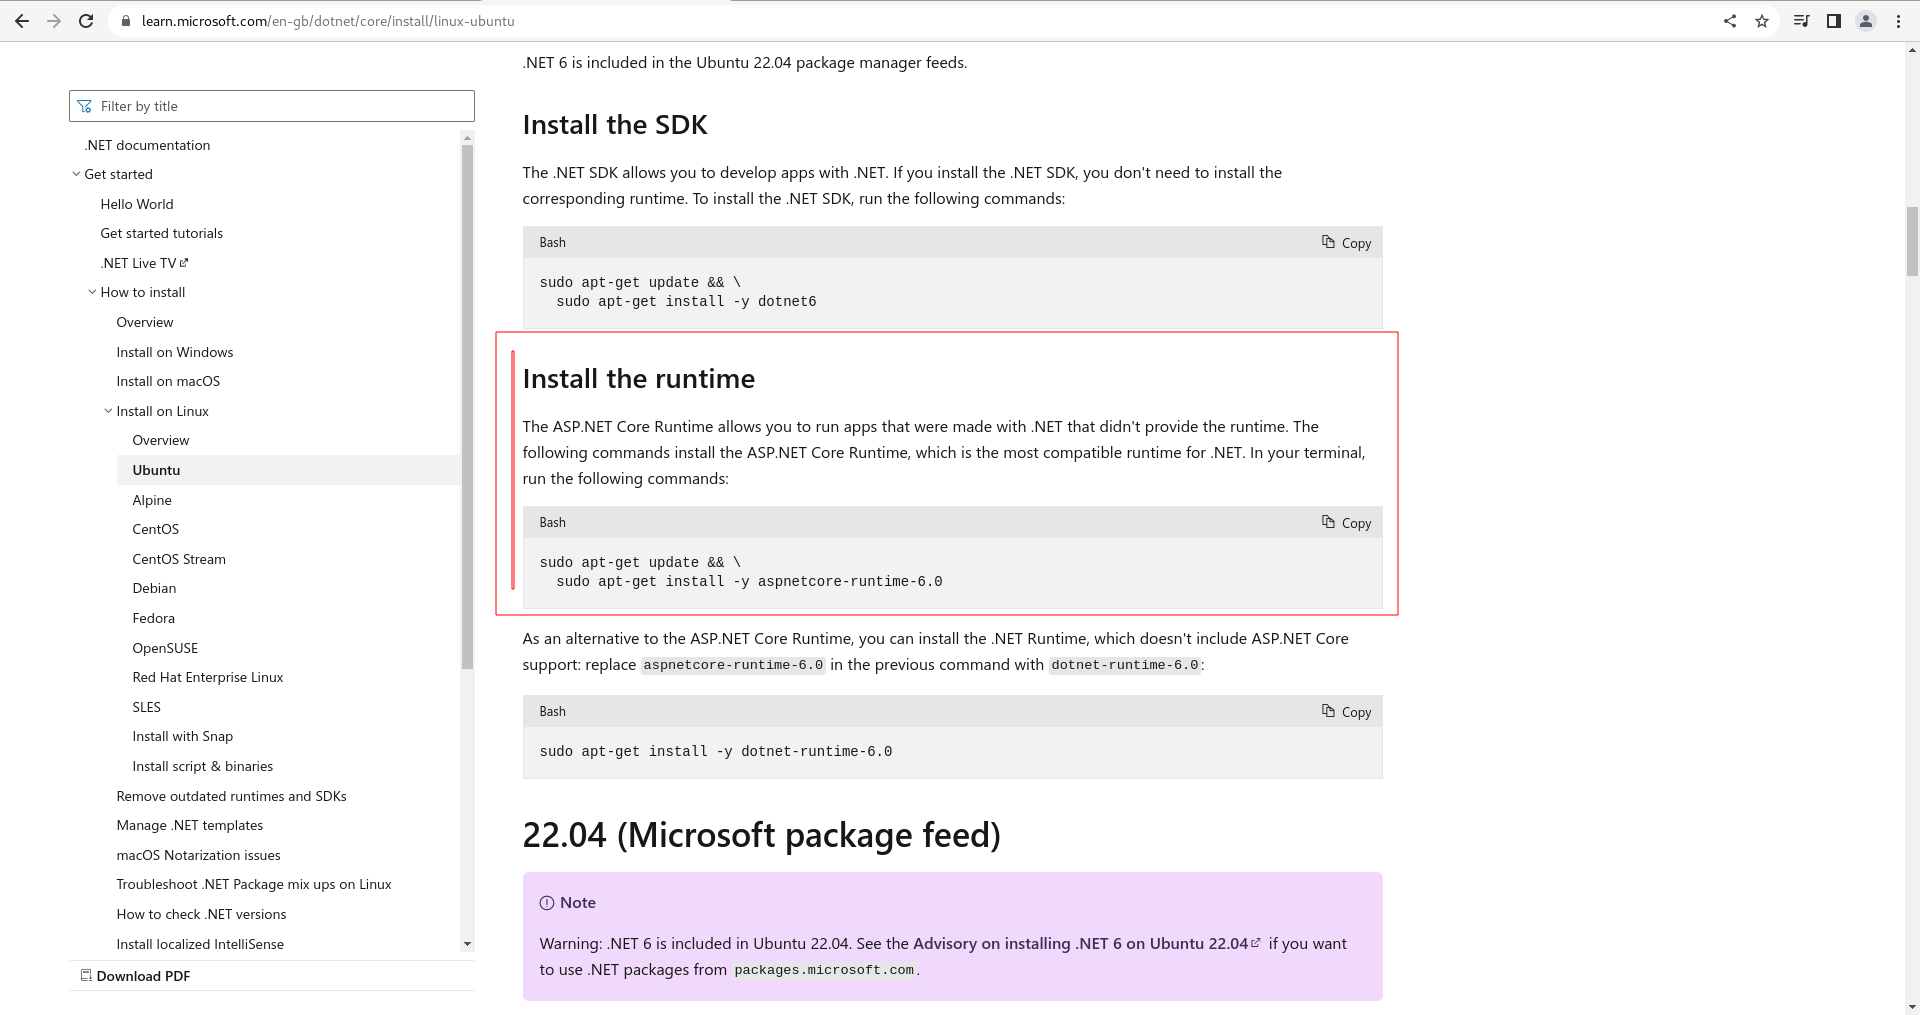 learn.microsoft.com/en-gb/dotnet/core/install/linux-ubuntu
Filter by title
.NET documentation
Get started
Hello World
Get started tutorials
.NET Live TV
How to install
Overview
Install on Windows
Install on macOS
Install on Linux
Overview
Ubuntu
Alpine
CentOS
CentOS Stream
Debian
Fedora
OpenSUSE
Red Hat Enterprise Linux
SLES
Install with Snap
Install script & binaries
Remove outdated runtimes and SDKs
Manage .NET templates
macOS Notarization issues
Troubleshoot .NET Package mix ups on Linux
How to check .NET versions
Install localized IntelliSense
Download PDF
.NET 6 is included in the Ubuntu 22.04 package manager feeds.
Install the SDK
The .NET SDK allows you to develop apps with .NET. If you install the .NET SDK, you don't need to install the
corresponding runtime. To install the .NET SDK, run the following commands:
Bash Copy
sudo apt-get update && \
  sudo apt-get install -y dotnet6
Install the runtime
The ASP.NET Core Runtime allows you to run apps that were made with .NET that didn't provide the runtime. The
following commands install the ASP.NET Core Runtime, which is the most compatible runtime for .NET. In your terminal,
run the following commands:
Bash Copy
sudo apt-get update && \
  sudo apt-get install -y aspnetcore-runtime-6.0
As an alternative to the ASP.NET Core Runtime, you can install the .NET Runtime, which doesn't include ASP.NET Core
support: replace aspnetcore-runtime-6.0 in the previous command with dotnet-runtime-6.0:
Bash Copy
sudo apt-get install -y dotnet-runtime-6.0
22.04 (Microsoft package feed)
Note
Warning: .NET 6 is included in Ubuntu 22.04. See the Advisory on installing .NET 6 on Ubuntu 22.04 if you want
to use .NET packages from packages.microsoft.com.